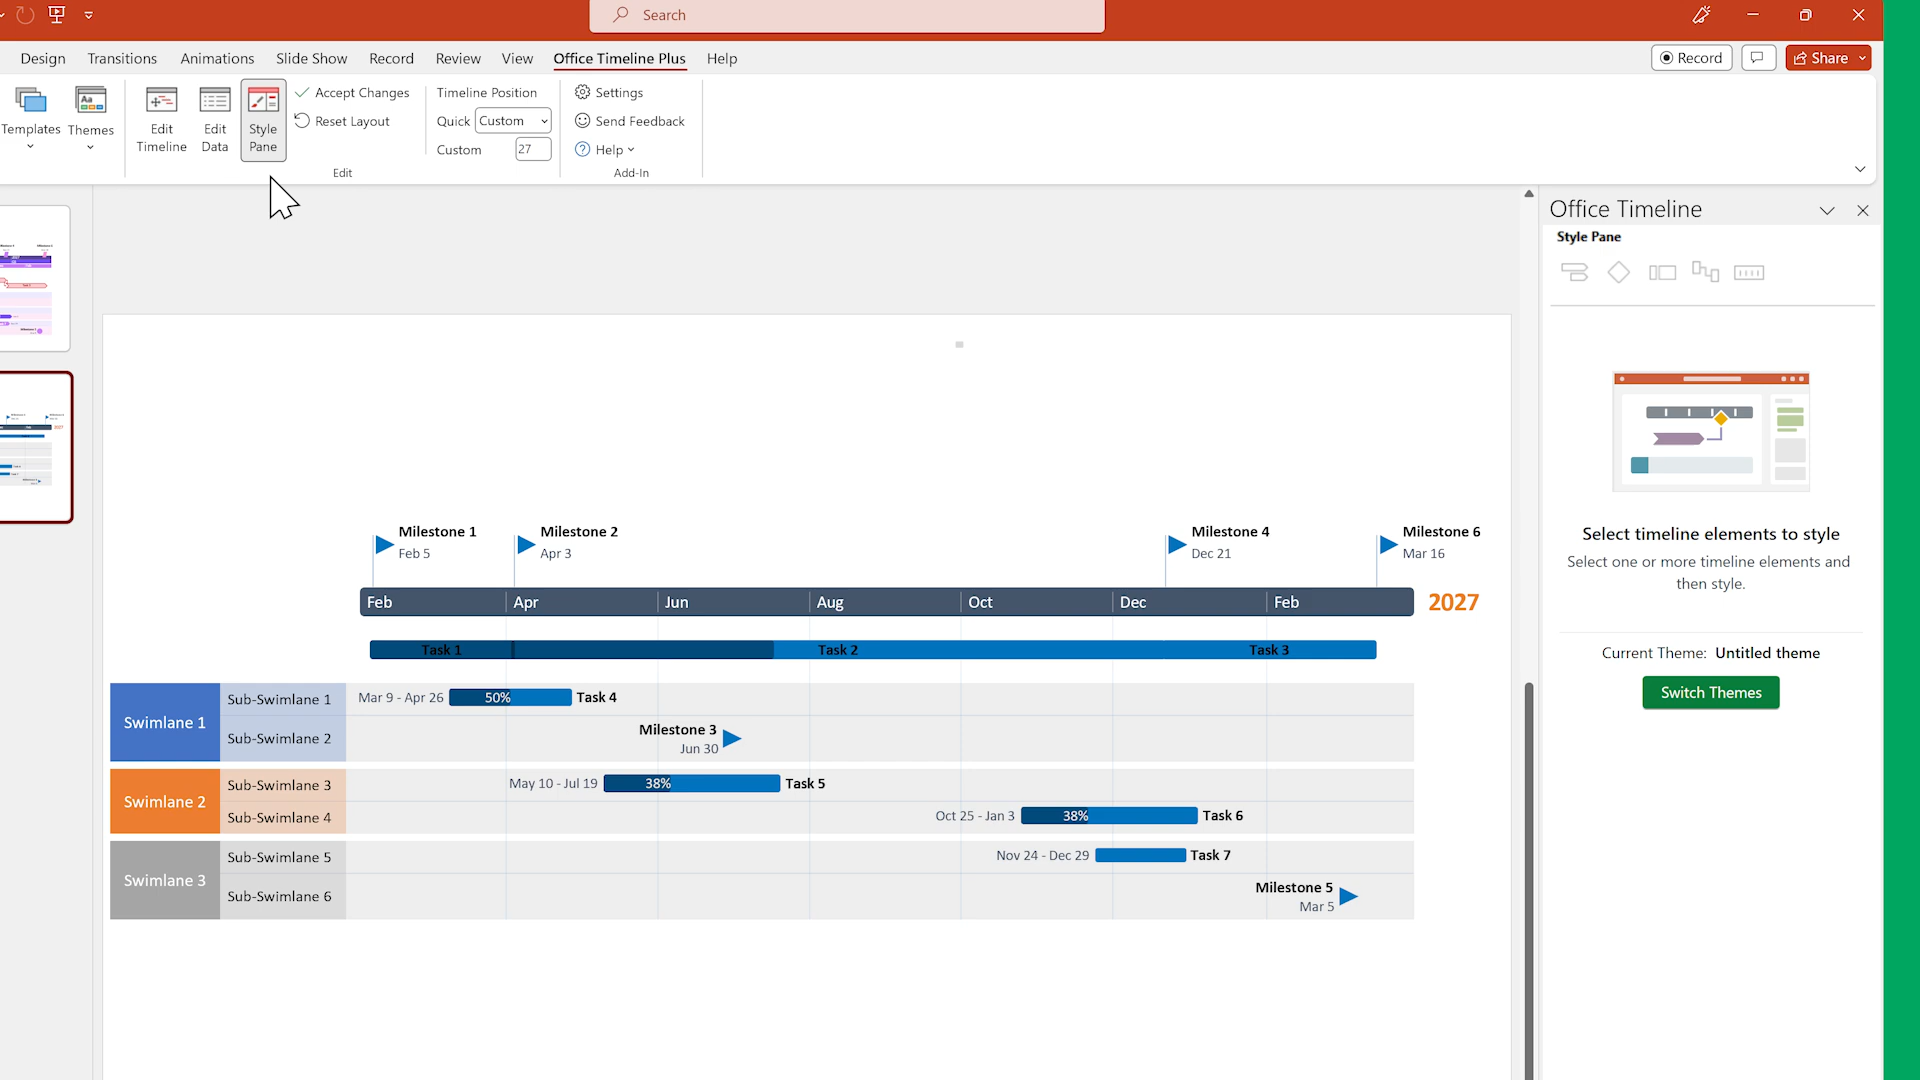 Search
Design
Transitions
Animations
Slide Show
Record
Review
View
Office Timeline Plus
Help
Record
Share
Templates
Themes
Edit
Timeline
Edit
Data
Style
Pane
Accept Changes
Reset Layout
Edit
Timeline Position
Quick Custom
Custom 27
Settings
Send Feedback
Help
Add-In
Office Timeline
Style Pane
Select timeline elements to style
Select one or more timeline elements and
then style.
Current Theme: Untitled theme
Switch Themes
Milestone 1
Feb 5
Milestone 2
Apr 3
Milestone 4
Dec 21
Milestone 6
Mar 16
Feb Apr Jun Aug Oct Dec Feb 2027
Task 1 Task 2 Task 3
Swimlane 1
Sub-Swimlane 1
Mar 9 - Apr 26 50% Task 4
Sub-Swimlane 2
Milestone 3
Jun 30
Swimlane 2
Sub-Swimlane 3
May 10 - Jul 19 38% Task 5
Sub-Swimlane 4
Oct 25 - Jan 3 38% Task 6
Swimlane 3
Sub-Swimlane 5
Nov 24 - Dec 29 Task 7
Sub-Swimlane 6
Milestone 5
Mar 5